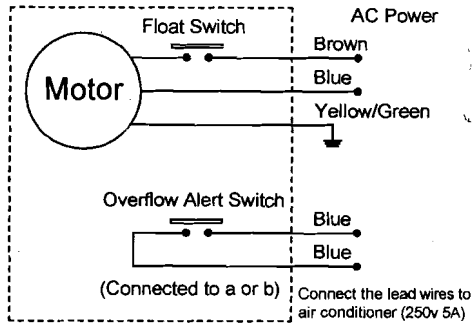 AC Power
Float Switch
Brown
Blue
Motor
Yellow/Green
Overflow Alert Switch
Blue
Blue
(Connected to a or b)
Connect the lead wires to
air conditioner (250v 5A)